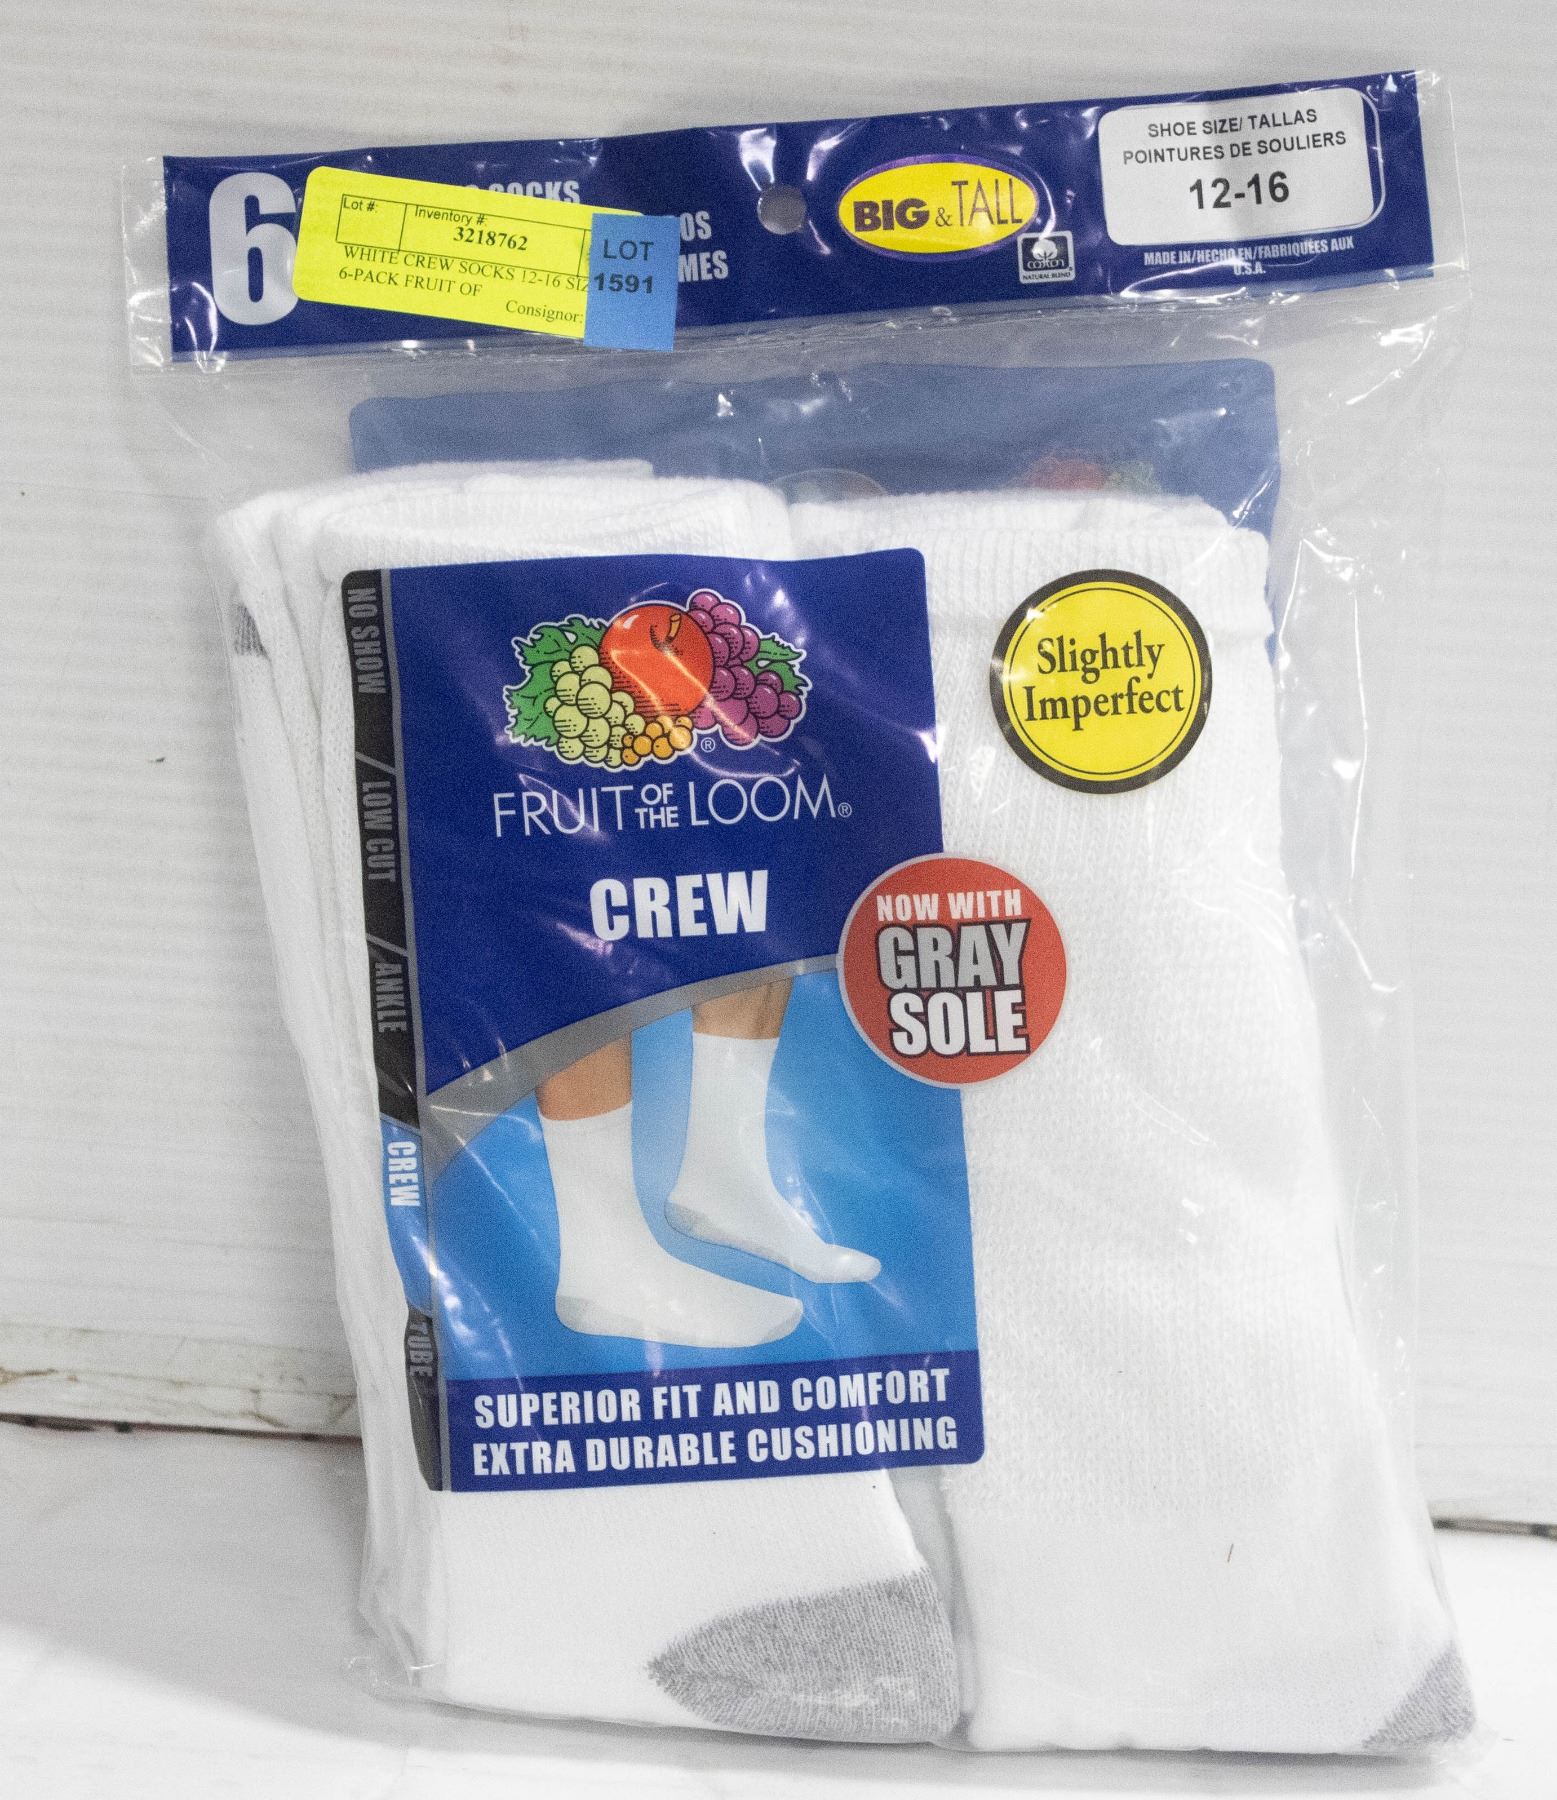 6
SOCKS
OS
MES
Lot #:
Inventory #:
3218762
WHITE CREW SOCKS 12-16
6-PACK FRUIT OF
Consignor:
LOT
1591
BIG & TALL
cotton
NATURAL BLEND
SHOE SIZE/ TALLAS
POINTURES DE SOULIERS
12-16
MADE IN/HECHO EN/FABRIQUÉES AUX
U.S.A.
NO SHOW
LOW CUT
ANKLE
CREW
TUBE
FRUIT OF THE LOOM®
CREW
Slightly
Imperfect
NOW WITH
GRAY
SOLE
SUPERIOR FIT AND COMFORT
EXTRA DURABLE CUSHIONING